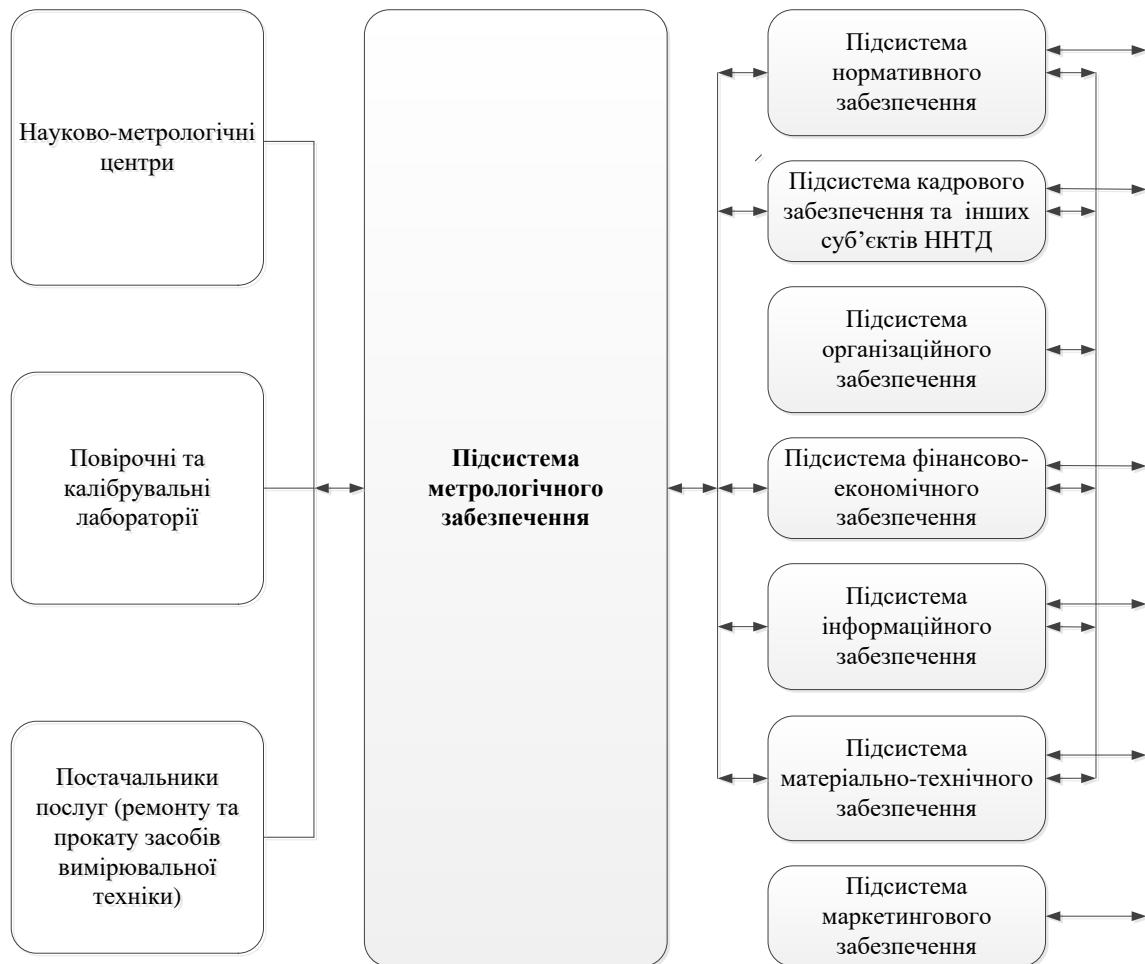 Науково-метрологічні
центри
Повірочні та
калібрувальні
лабораторії
Постачальники
послуг (ремонту та
прокату засобів
вимірювальної
техніки)
Підсистема
метрологічного
забезпечення
Підсистема
нормативного
забезпечення
Підсистема кадрового
забезпечення та інших
суб’єктів ННТД
Підсистема
організаційного
забезпечення
Підсистема фінансово-
економічного
забезпечення
Підсистема
інформаційного
забезпечення
Підсистема
матеріально-технічного
забезпечення
Підсистема
маркетингового
забезпечення